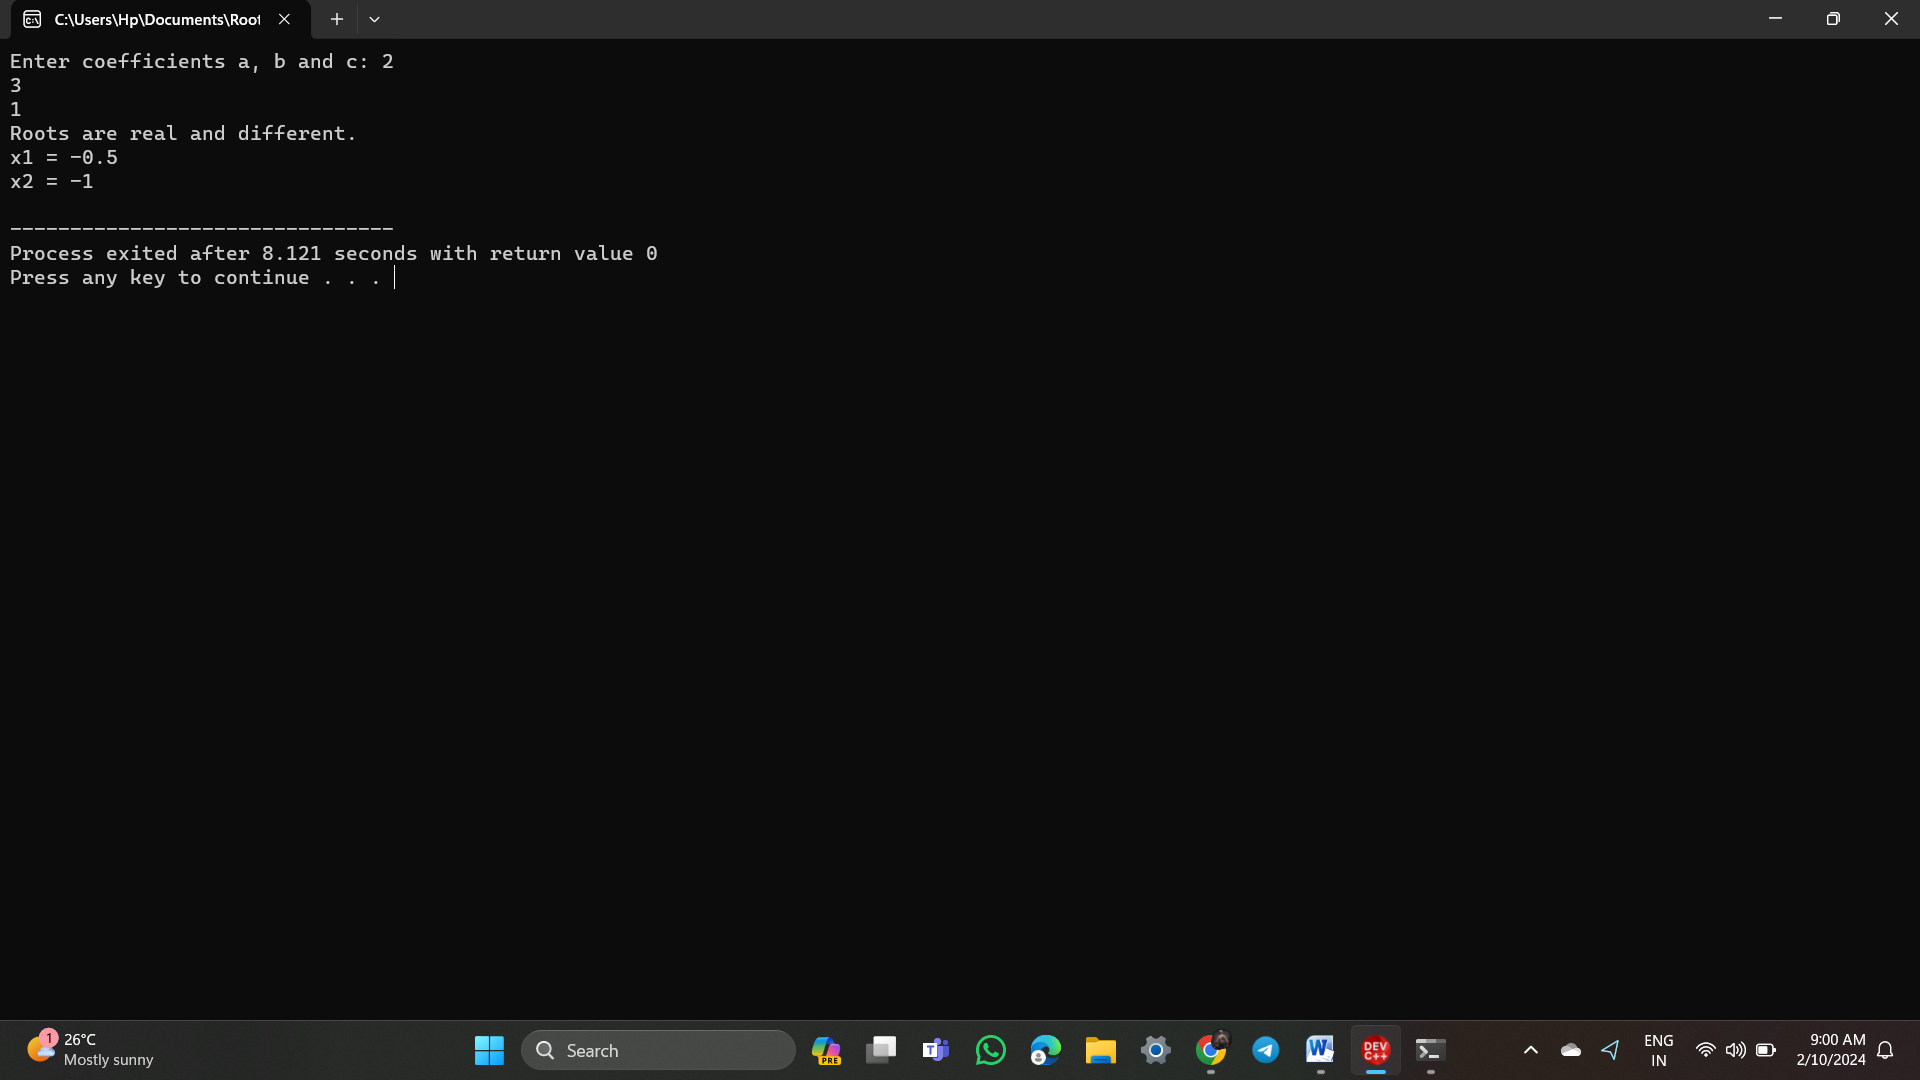 C:\Users\Hp\Documents\Root
Enter coefficients a, b and c: 2
3
1
Roots are real and different.
x1 = -0.5
x2 = -1
--------------------------------
Process exited after 8.121 seconds with return value 0
Press any key to continue . . .
1
26°C
Mostly sunny
Search
PRE
T
W
DEV
C++
ENG
IN
9:00 AM
2/10/2024